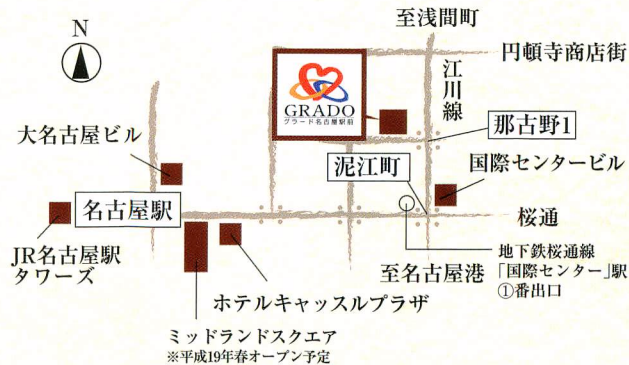 N
至浅間町
円頓寺商店街
江川線
GRADO
グラード名古屋駅前
那古野1
大名古屋ビル
泥江町
国際センタービル
名古屋駅
桜通
JR名古屋駅
タワーズ
地下鉄桜通線
「国際センター」駅
①番出口
至名古屋港
ホテルキャッスルプラザ
ミッドランドスクエア
※平成19年春オープン予定